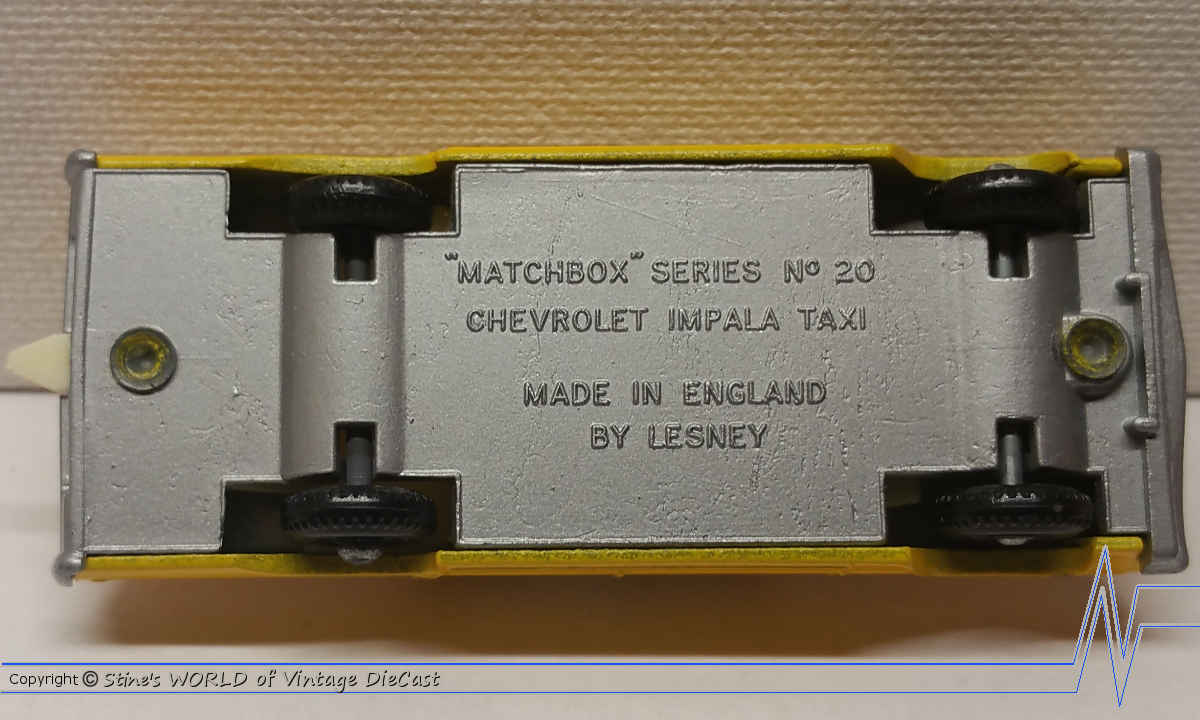 "MATCHBOX" SERIES No 20
CHEVROLET IMPALA TAXI
MADE IN ENGLAND
BY LESNEY
Copyright © Stine's WORLD of Vintage DieCast